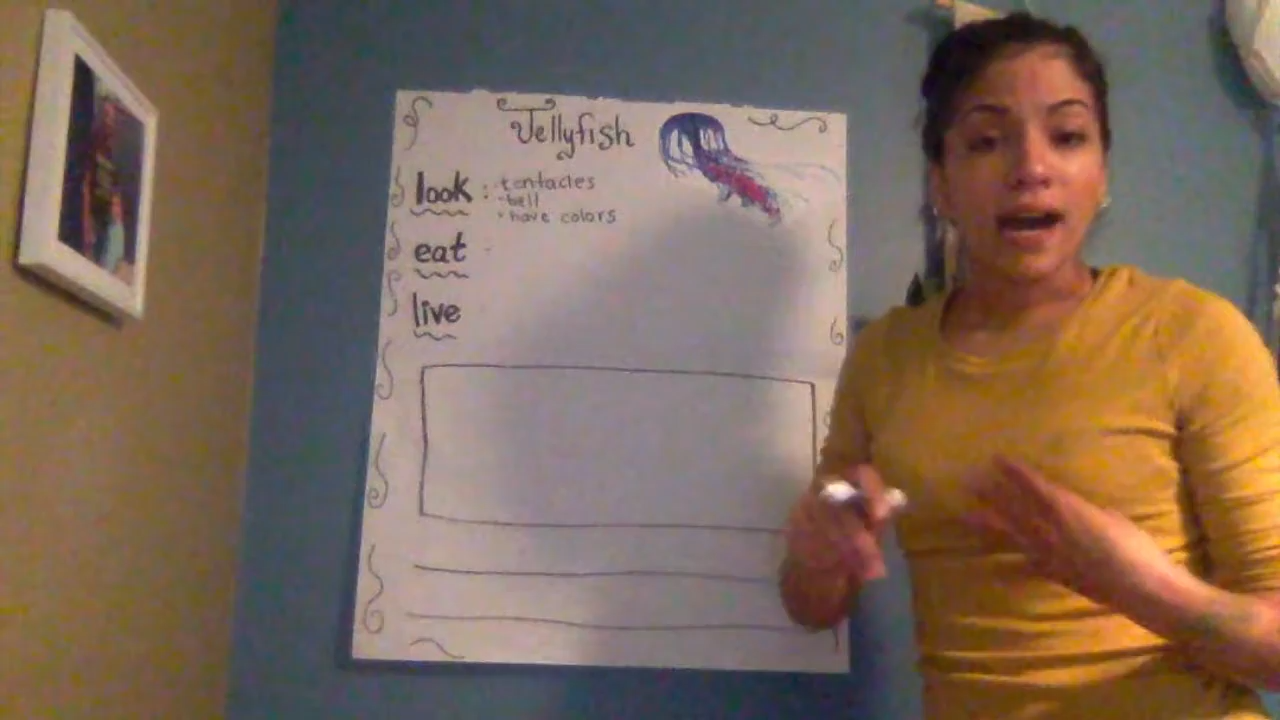 Jellyfish
look : · tentacles
· bell
· have colors
eat ·
live